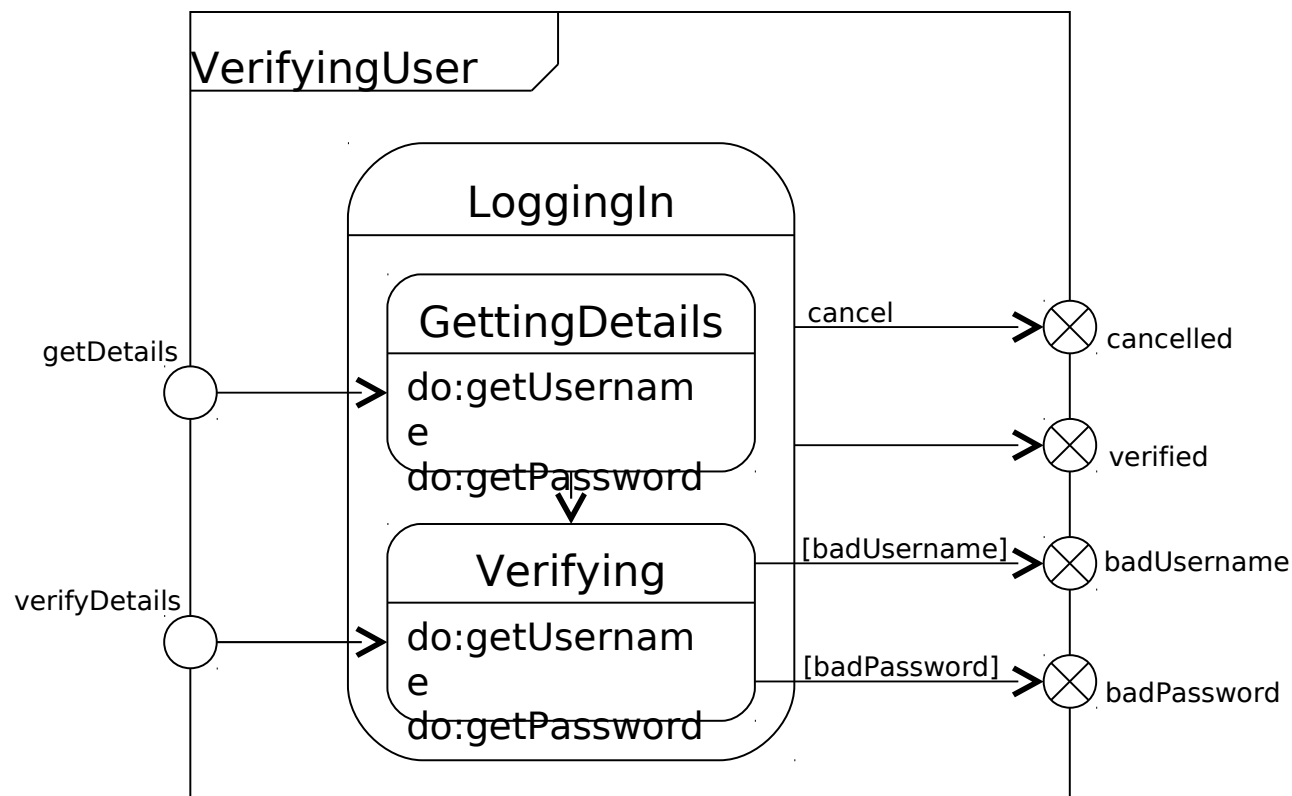 VerifyingUser
LoggingIn
GettingDetails
do:getUsernam
e
do:getPassword
Verifying
do:getUsernam
e
do:getPassword
getDetails
verifyDetails
cancel
cancelled
verified
[badUsername]
badUsername
[badPassword]
badPassword